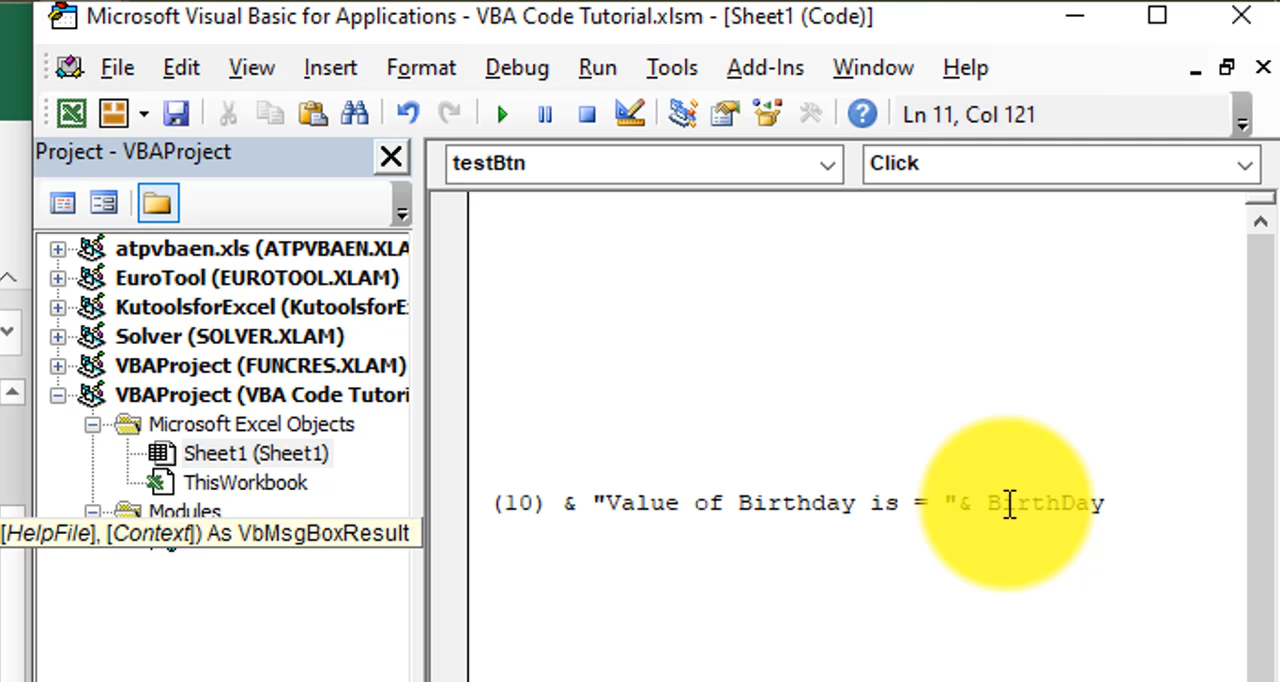 Microsoft Visual Basic for Applications - VBA Code Tutorial.xlsm - [Sheet1 (Code)]
File Edit View Insert Format Debug Run Tools Add-Ins Window Help
Ln 11, Col 121
Project - VBAProject
testBtn
Click
atpvbaen.xls (ATPVBAEN.XLA
EuroTool (EUROTOOL.XLAM)
KutoolsforExcel (KutoolsforE
Solver (SOLVER.XLAM)
VBAProject (FUNCRES.XLAM)
VBAProject (VBA Code Tutori
Microsoft Excel Objects
Sheet1 (Sheet1)
ThisWorkbook
Modules
(10) & "Value of Birthday is = "& BirthDay
[HelpFile], [Context]) As VbMsgBoxResult